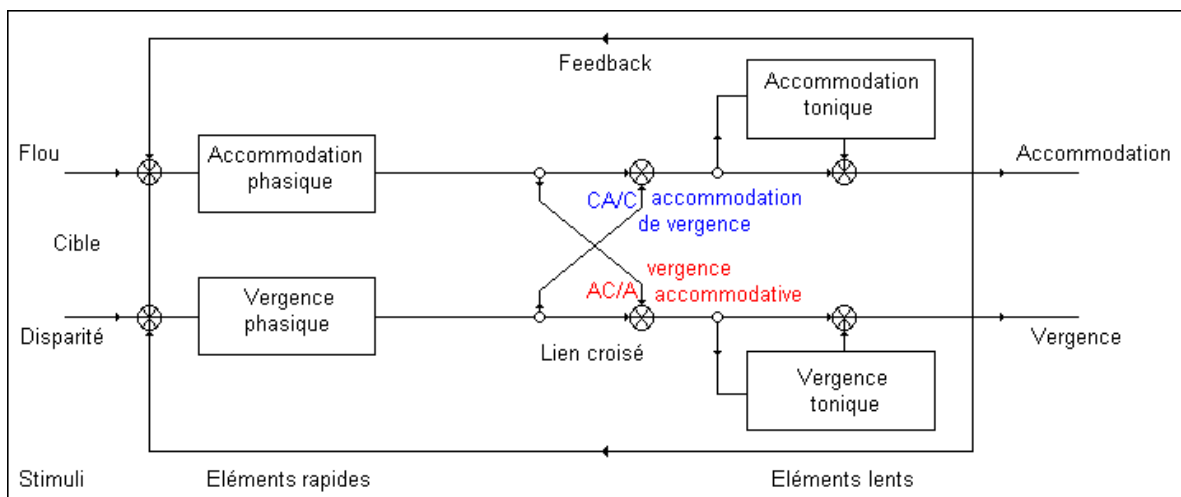 Feedback
Accommodation
tonique
Flou
Accommodation
phasique
Accommodation
CA/C accommodation
de vergence
Cible
vergence
AC/A accommodative
Vergence
phasique
Disparité
Lien croisé
Vergence
Vergence
tonique
Stimuli
Eléments rapides
Eléments lents